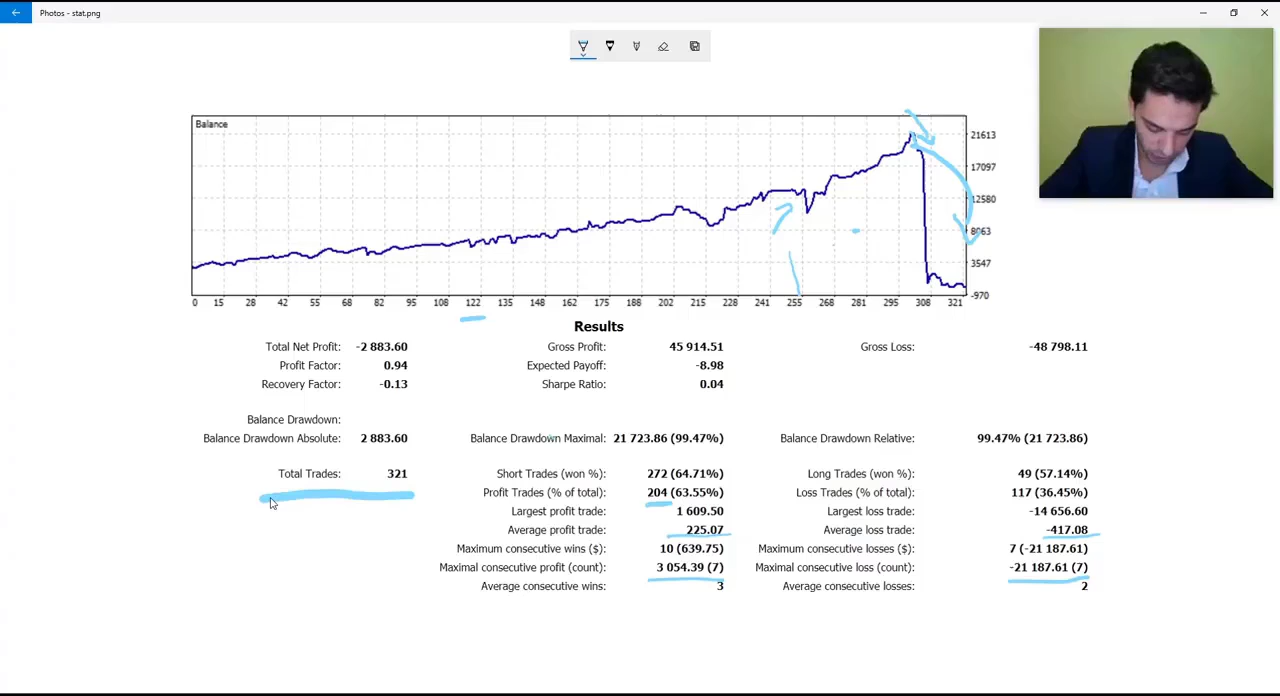 Photos - stat.png
Balance
21613
17097
12580
8063
3547
-970
0 15 28 42 55 68 82 95 108 122 135 148 162 175 188 202 215 228 241 255 268 281 295 308 321
Results
Total Net Profit: -2 883.60 Gross Profit: 45 914.51 Gross Loss: -48 798.11
Profit Factor: 0.94 Expected Payoff: -8.98
Recovery Factor: -0.13 Sharpe Ratio: 0.04
Balance Drawdown:
Balance Drawdown Absolute: 2 883.60 Balance Drawdown Maximal: 21 723.86 (99.47%) Balance Drawdown Relative: 99.47% (21 723.86)
Total Trades: 321 Short Trades (won %): 272 (64.71%) Long Trades (won %): 49 (57.14%)
Profit Trades (% of total): 204 (63.55%) Loss Trades (% of total): 117 (36.45%)
Largest profit trade: 1 609.50 Largest loss trade: -14 656.60
Average profit trade: 225.07 Average loss trade: -417.08
Maximum consecutive wins ($): 10 (639.75) Maximum consecutive losses ($): 7 (-21 187.61)
Maximal consecutive profit (count): 3 054.39 (7) Maximal consecutive loss (count): -21 187.61 (7)
Average consecutive wins: 3 Average consecutive losses: 2